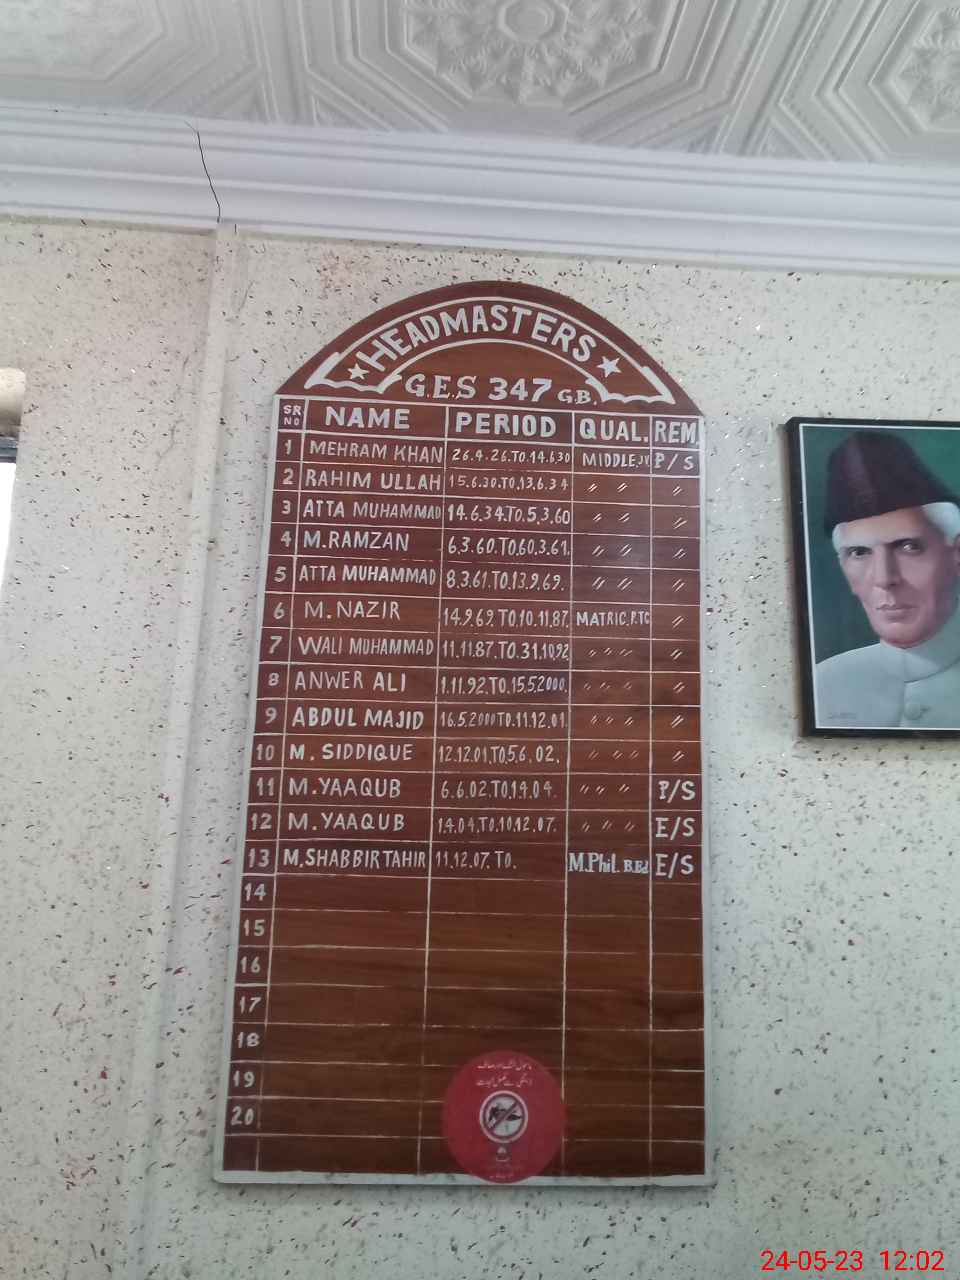 HEADMASTERS
G.E.S 347 G.B.
SR NO NAME PERIOD QUAL. REM.
1 MEHRAM KHAN 26.4.26.TO.14.6.30 MIDDLE.JV P/S
2 RAHIM ULLAH 15.6.30.TO.13.6.34 〃 〃 〃
3 ATTA MUHAMMAD 14.6.34.TO.5.3.60 〃 〃 〃
4 M.RAMZAN 6.3.60.TO.60.3.61. 〃 〃 〃
5 ATTA MUHAMMAD 8.3.61.TO.13.9.69. 〃 〃 〃
6 M.NAZIR 14.9.69.TO.10.11.87. MATRIC.P.TC 〃
7 WALI MUHAMMAD 11.11.87.TO.31.10.92. 〃 〃 〃 〃
8 ANWER ALI 1.11.92.TO.15.5.2000. 〃 〃 〃 〃
9 ABDUL MAJID 16.5.2000 TO.11.12.01. 〃 〃 〃 〃
10 M. SIDDIQUE 12.12.01.TO.5.6.02. 〃 〃 〃 〃
11 M.YAAQUB 6.6.02.TO.1.4.04. 〃 〃 〃 P/S
12 M.YAAQUB 1.4.04.TO.10.12.07. 〃 〃 〃 E/S
13 M.SHABBIR TAHIR 11.12.07.TO. M.Phil. B.Ed E/S
14
15
16
17
18
19
20
24-05-23 12:02